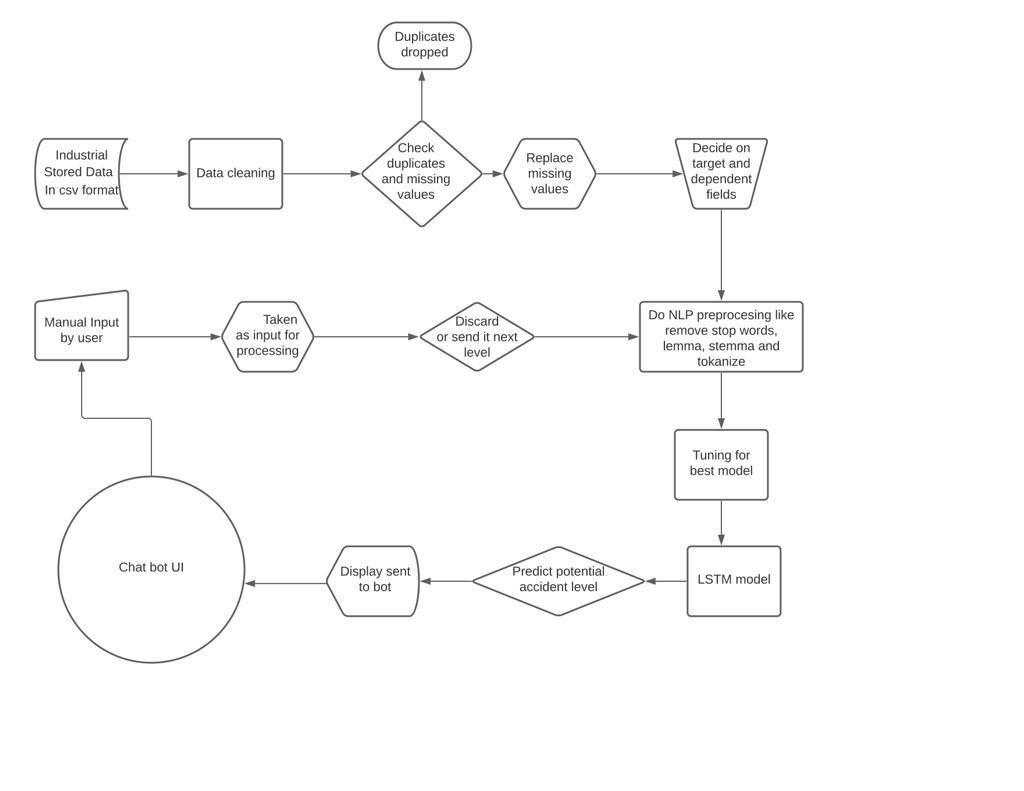 Duplicates
dropped
Industrial
Stored Data
In csv format
Data cleaning
Check
duplicates
and missing
values
Replace
missing
values
Decide on
target and
dependent
fields
Manual Input
by user
Taken
as input for
processing
Discard
or send it next
level
Do NLP preprocesing like
remove stop words,
lemma, stemma and
tokanize
Tuning for
best model
Chat bot UI
Display sent
to bot
Predict potential
accident level
LSTM model